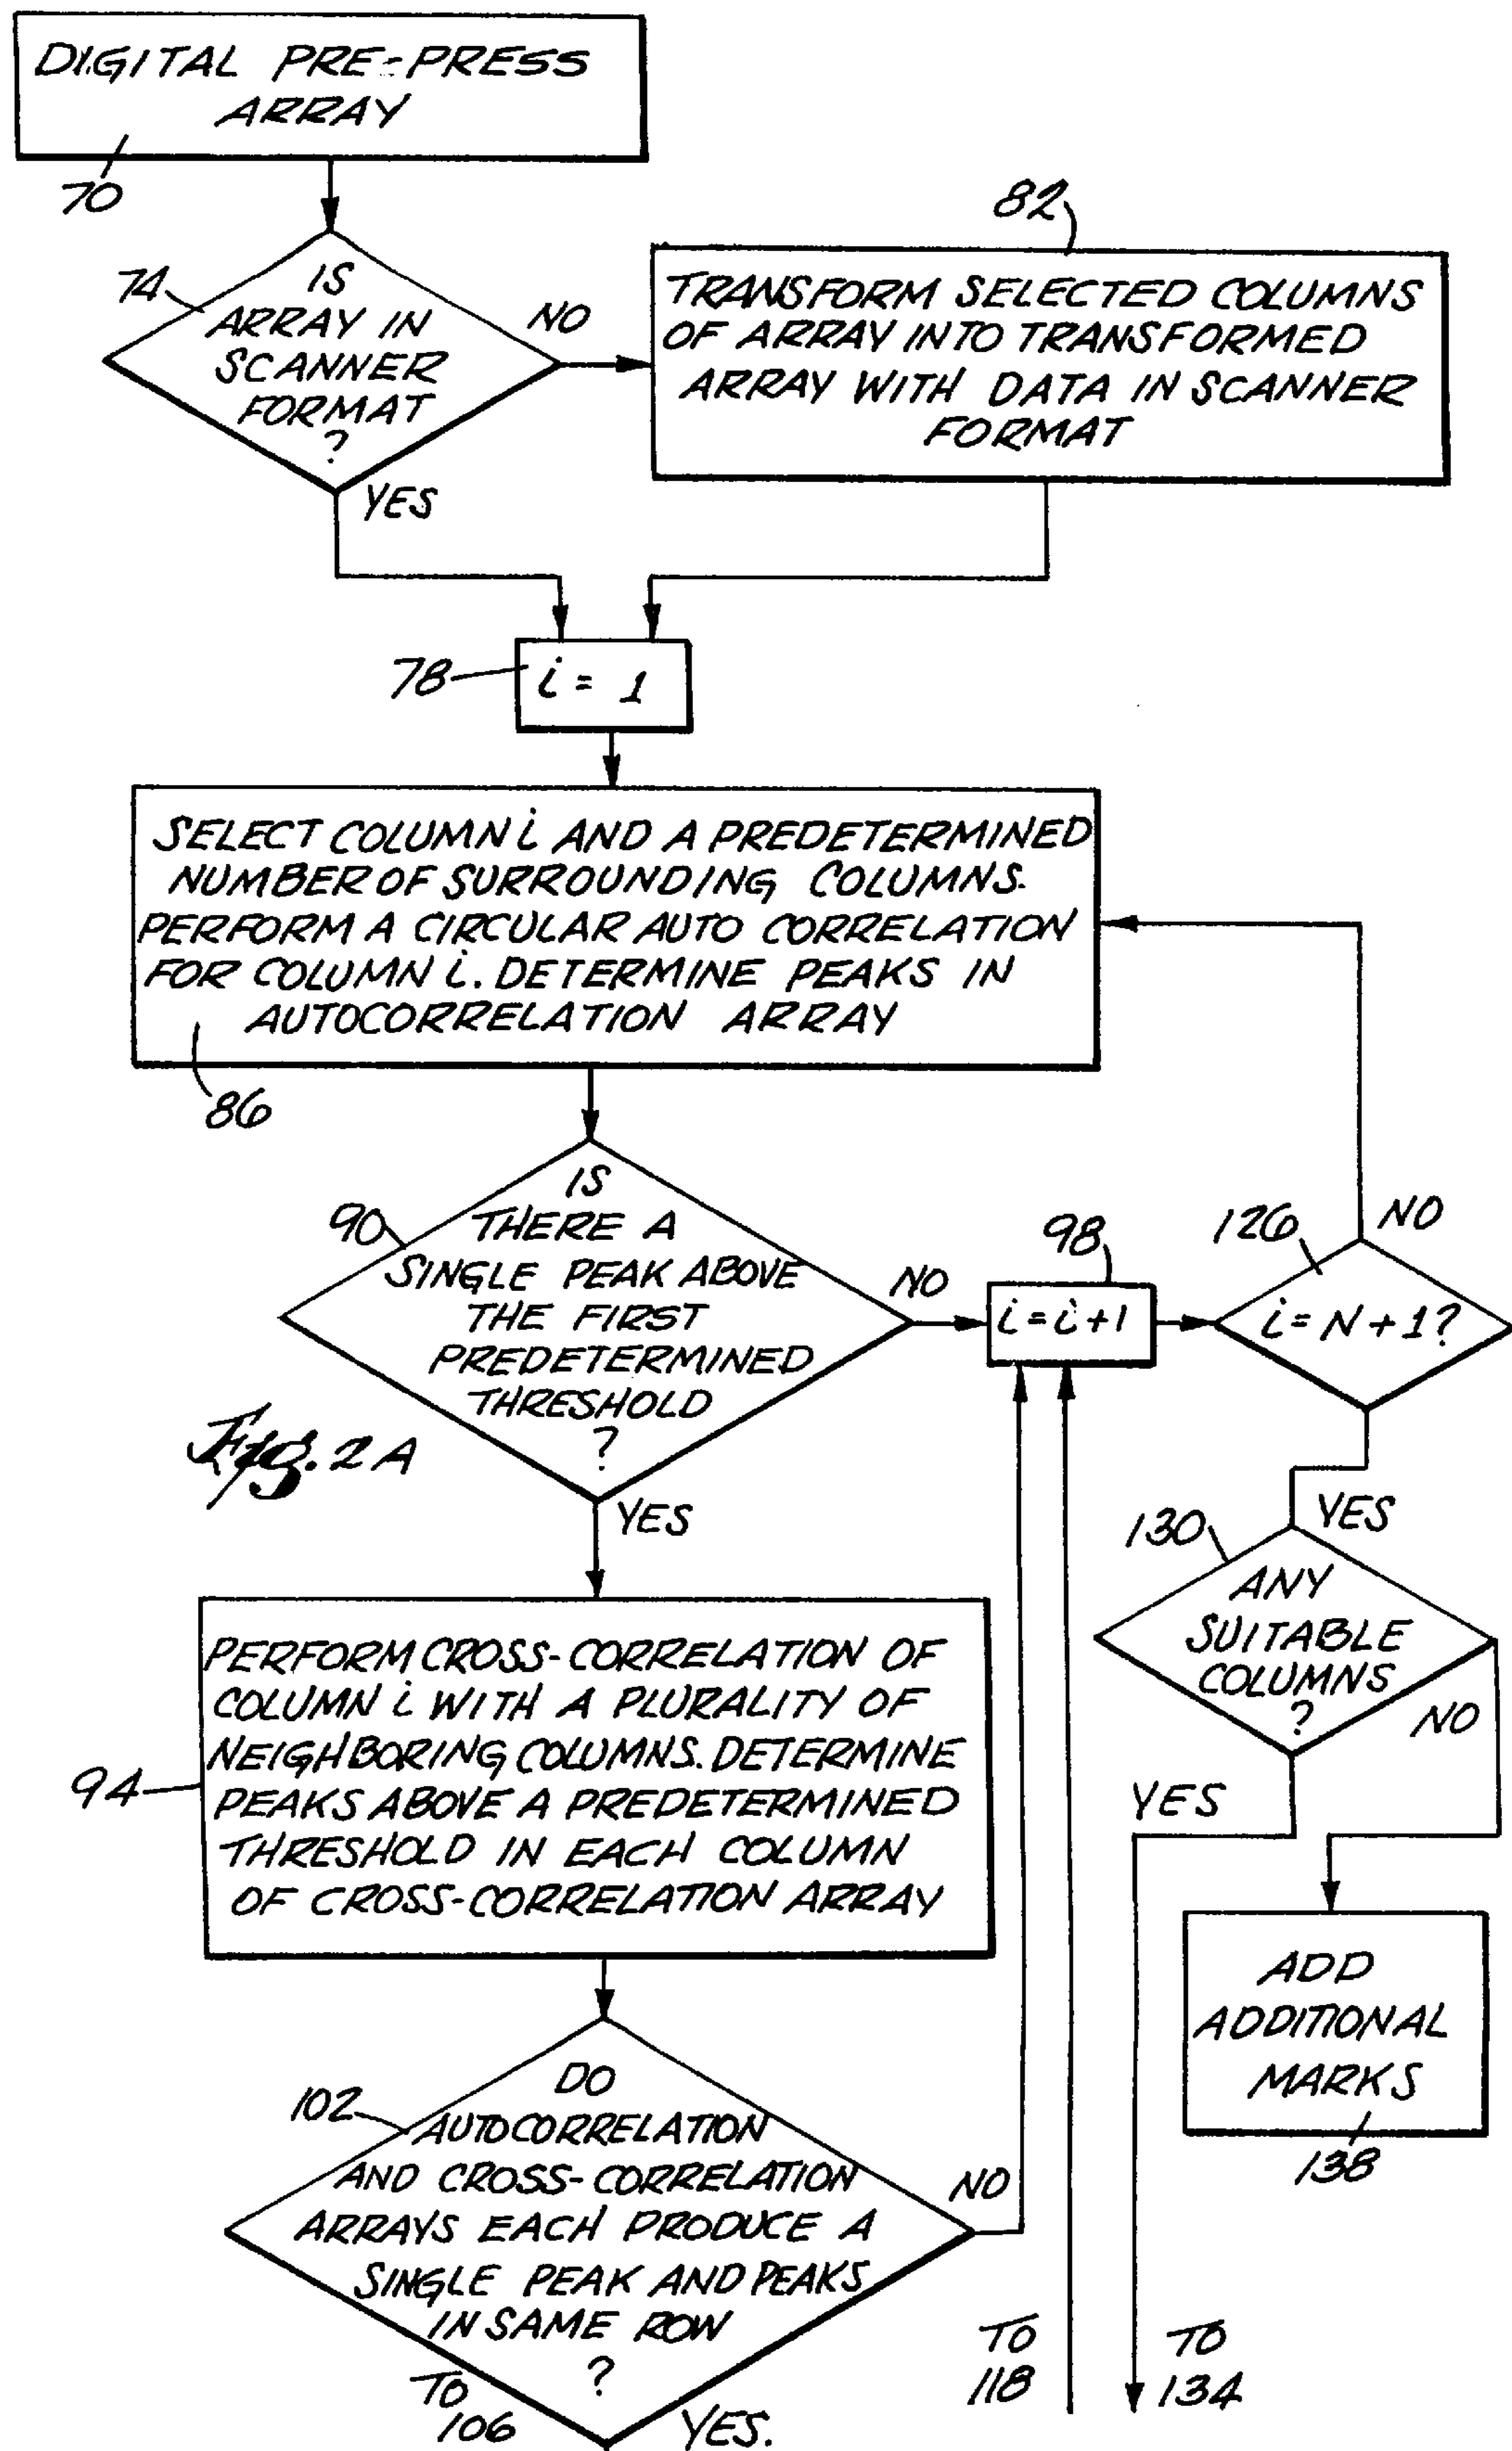 DIGITAL PRE-PRESS
ARRAY
70
82
74
IS
ARRAY IN
SCANNER
FORMAT
?
NO
YES
TRANSFORM SELECTED COLUMNS
OF ARRAY INTO TRANSFORMED
ARRAY WITH DATA IN SCANNER
FORMAT
78
i = 1
SELECT COLUMN i AND A PREDETERMINED
NUMBER OF SURROUNDING COLUMNS.
PERFORM A CIRCULAR AUTO CORRELATION
FOR COLUMN i. DETERMINE PEAKS IN
AUTOCORRELATION ARRAY
86
90
IS
THERE A
SINGLE PEAK ABOVE
THE FIRST
PREDETERMINED
THRESHOLD
?
NO
YES
98
i = i + 1
126
i = N + 1?
NO
YES
Fig. 2A
130
ANY
SUITABLE
COLUMNS
?
NO
YES
94
PERFORM CROSS-CORRELATION OF
COLUMN i WITH A PLURALITY OF
NEIGHBORING COLUMNS. DETERMINE
PEAKS ABOVE A PREDETERMINED
THRESHOLD IN EACH COLUMN
OF CROSS-CORRELATION ARRAY
ADD
ADDITIONAL
MARKS
138
102
DO
AUTOCORRELATION
AND CROSS-CORRELATION
ARRAYS EACH PRODUCE A
SINGLE PEAK AND PEAKS
IN SAME ROW
?
NO
TO
106
YES.
TO
118
TO
134